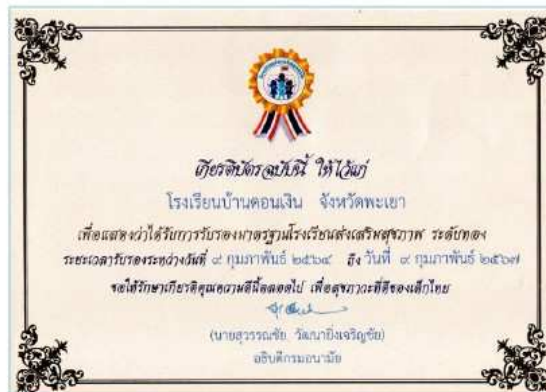 เกียรติบัตรฉบับนี้ ให้ไว้แก่
โรงเรียนบ้านดอนเงิน จังหวัดพะเยา
เพื่อแสดงว่าได้รับการรับรองมาตรฐานโรงเรียนส่งเสริมสุขภาพ ระดับทอง
ระยะเวลารับรองระหว่างวันที่ ๙ กุมภาพันธ์ ๒๕๖๔ ถึง วันที่ ๙ กุมภาพันธ์ ๒๕๖๗
ขอให้รักษาเกียรติคุณความดีนี้ตลอดไป เพื่อสุขภาวะที่ดีของเด็กไทย
(นายสุวรรณชัย วัฒนายิ่งเจริญชัย)
อธิบดีกรมอนามัย